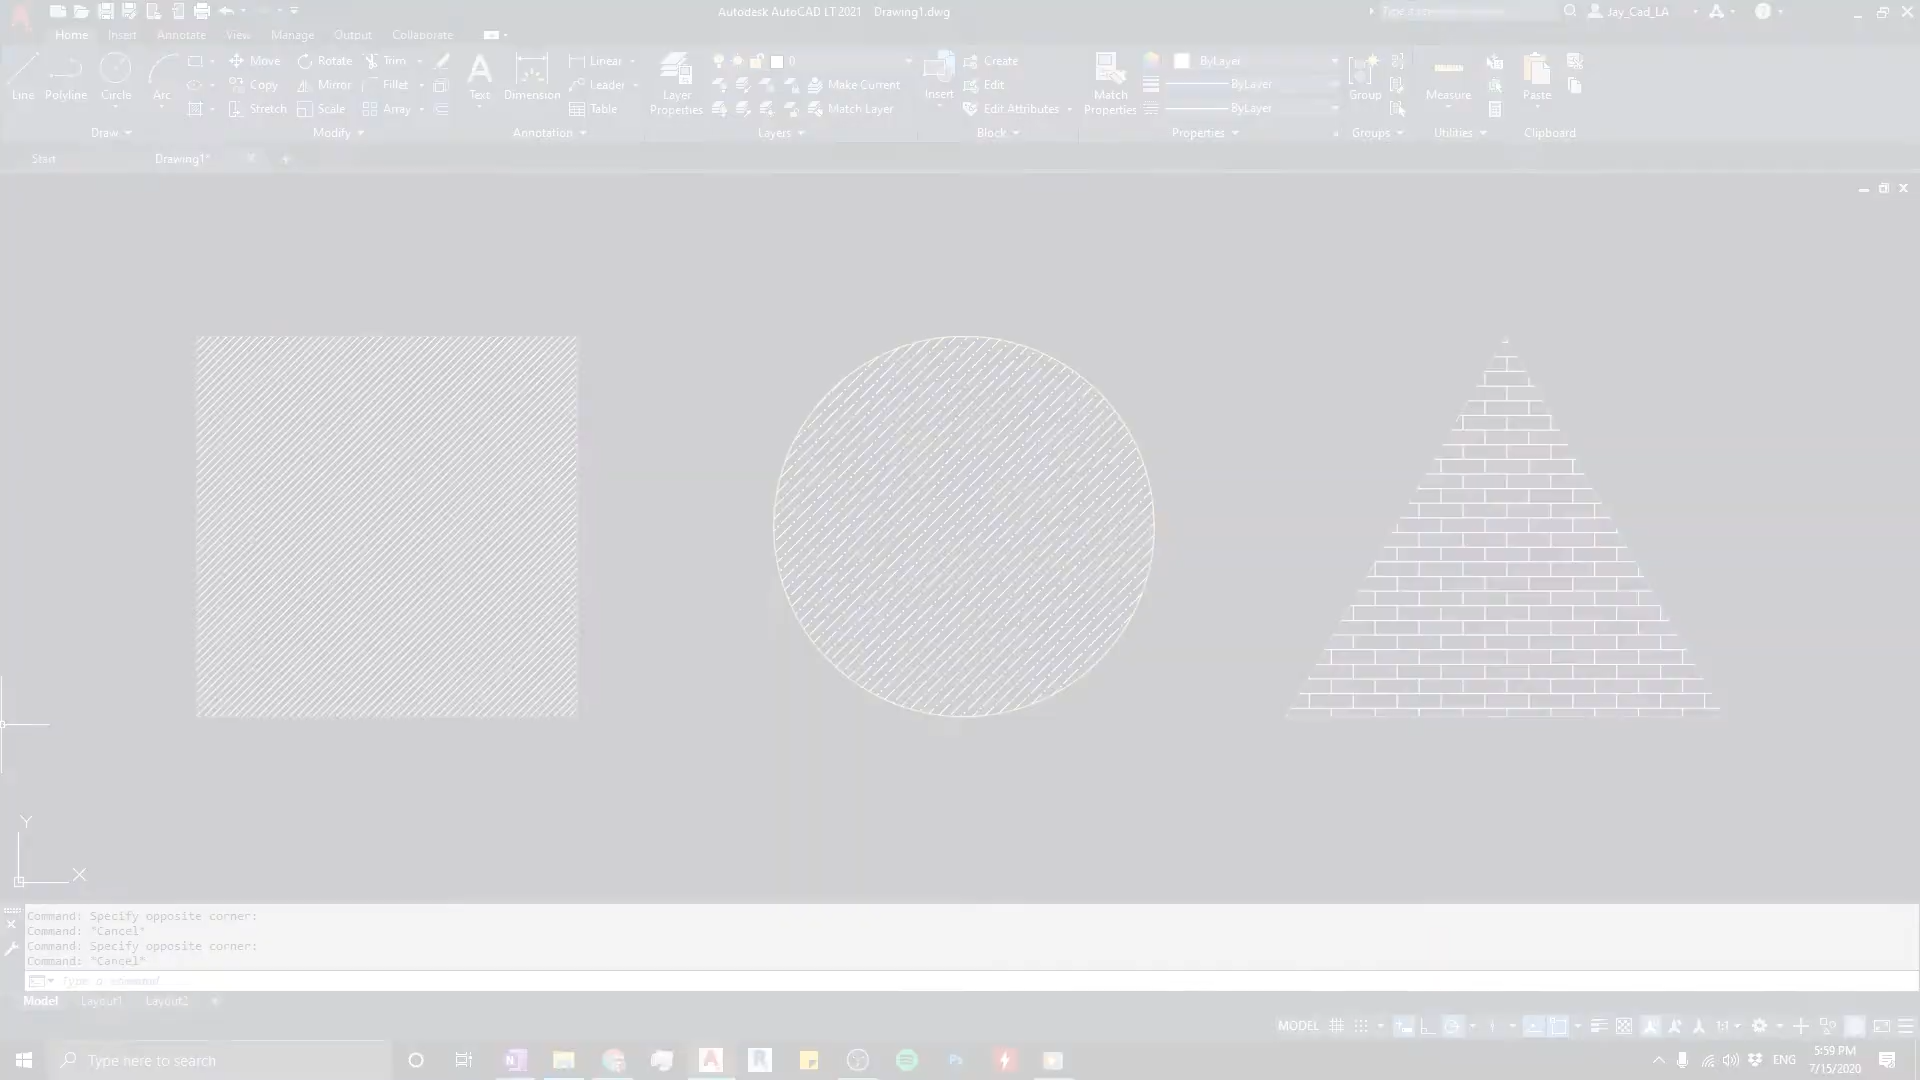 Autodesk AutoCAD LT 2021 Drawing1.dwg
Jay_Cad_LA
Home Insert Annotate View Manage Output Collaborate
Move Rotate Trim Linear 0 Create ByLayer
Copy Mirror Fillet Leader Make Current Edit ByLayer
Stretch Scale Array Table Match Layer Edit Attributes ByLayer
Line Polyline Circle Arc Text Dimension Layer Properties Insert Match Properties Group Measure Paste
Draw Modify Annotation Layers Block Properties Groups Utilities Clipboard
Start Drawing1*
Y
X
Command: Specify opposite corner:
Command: *Cancel*
Command: Specify opposite corner:
Command: *Cancel*
Type a command
Model Layout1 Layout2
MODEL 1:1
Type here to search
ENG
5:59 PM
7/15/2020